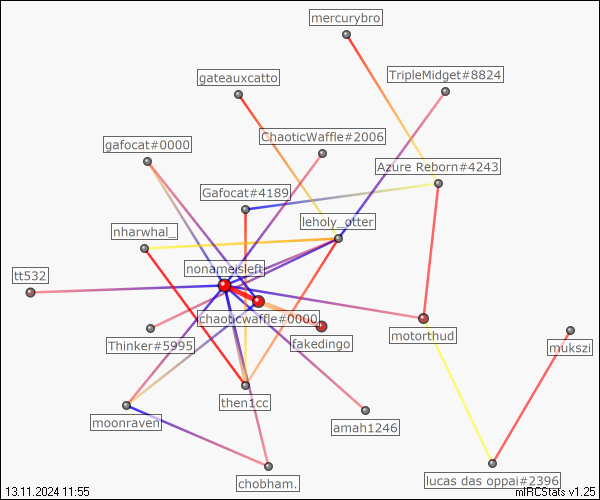 mercurybro
TripleMidget#8824
gateauxcatto
ChaoticWaffle#2006
gafocat#0000
Azure Reborn#4243
Gafocat#4189
leholy_otter
nharwhal_
nonameisleft
tt532
chaoticwaffle#0000
motorthud
Thinker#5995
fakedingo
mukszi
then1cc
moonraven
amah1246
chobham.
lucas das oppai#2396
13.11.2024 11:55
mIRCStats v1.25